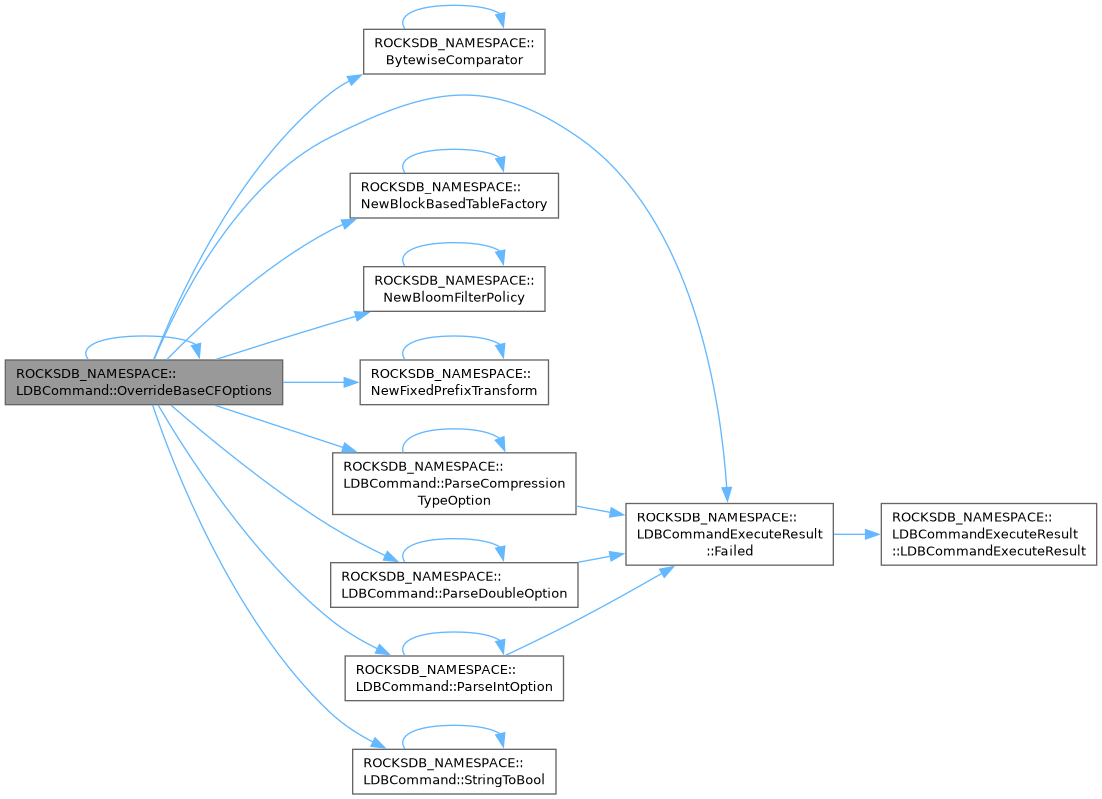 ROCKSDB_NAMESPACE::
BytewiseComparator
ROCKSDB_NAMESPACE::
NewBlockBasedTableFactory
ROCKSDB_NAMESPACE::
NewBloomFilterPolicy
ROCKSDB_NAMESPACE::
LDBCommand::OverrideBaseCFOptions
ROCKSDB_NAMESPACE::
NewFixedPrefixTransform
ROCKSDB_NAMESPACE::
LDBCommand::ParseCompression
TypeOption
ROCKSDB_NAMESPACE::
LDBCommandExecuteResult
::Failed
ROCKSDB_NAMESPACE::
LDBCommandExecuteResult
::LDBCommandExecuteResult
ROCKSDB_NAMESPACE::
LDBCommand::ParseDoubleOption
ROCKSDB_NAMESPACE::
LDBCommand::ParseIntOption
ROCKSDB_NAMESPACE::
LDBCommand::StringToBool